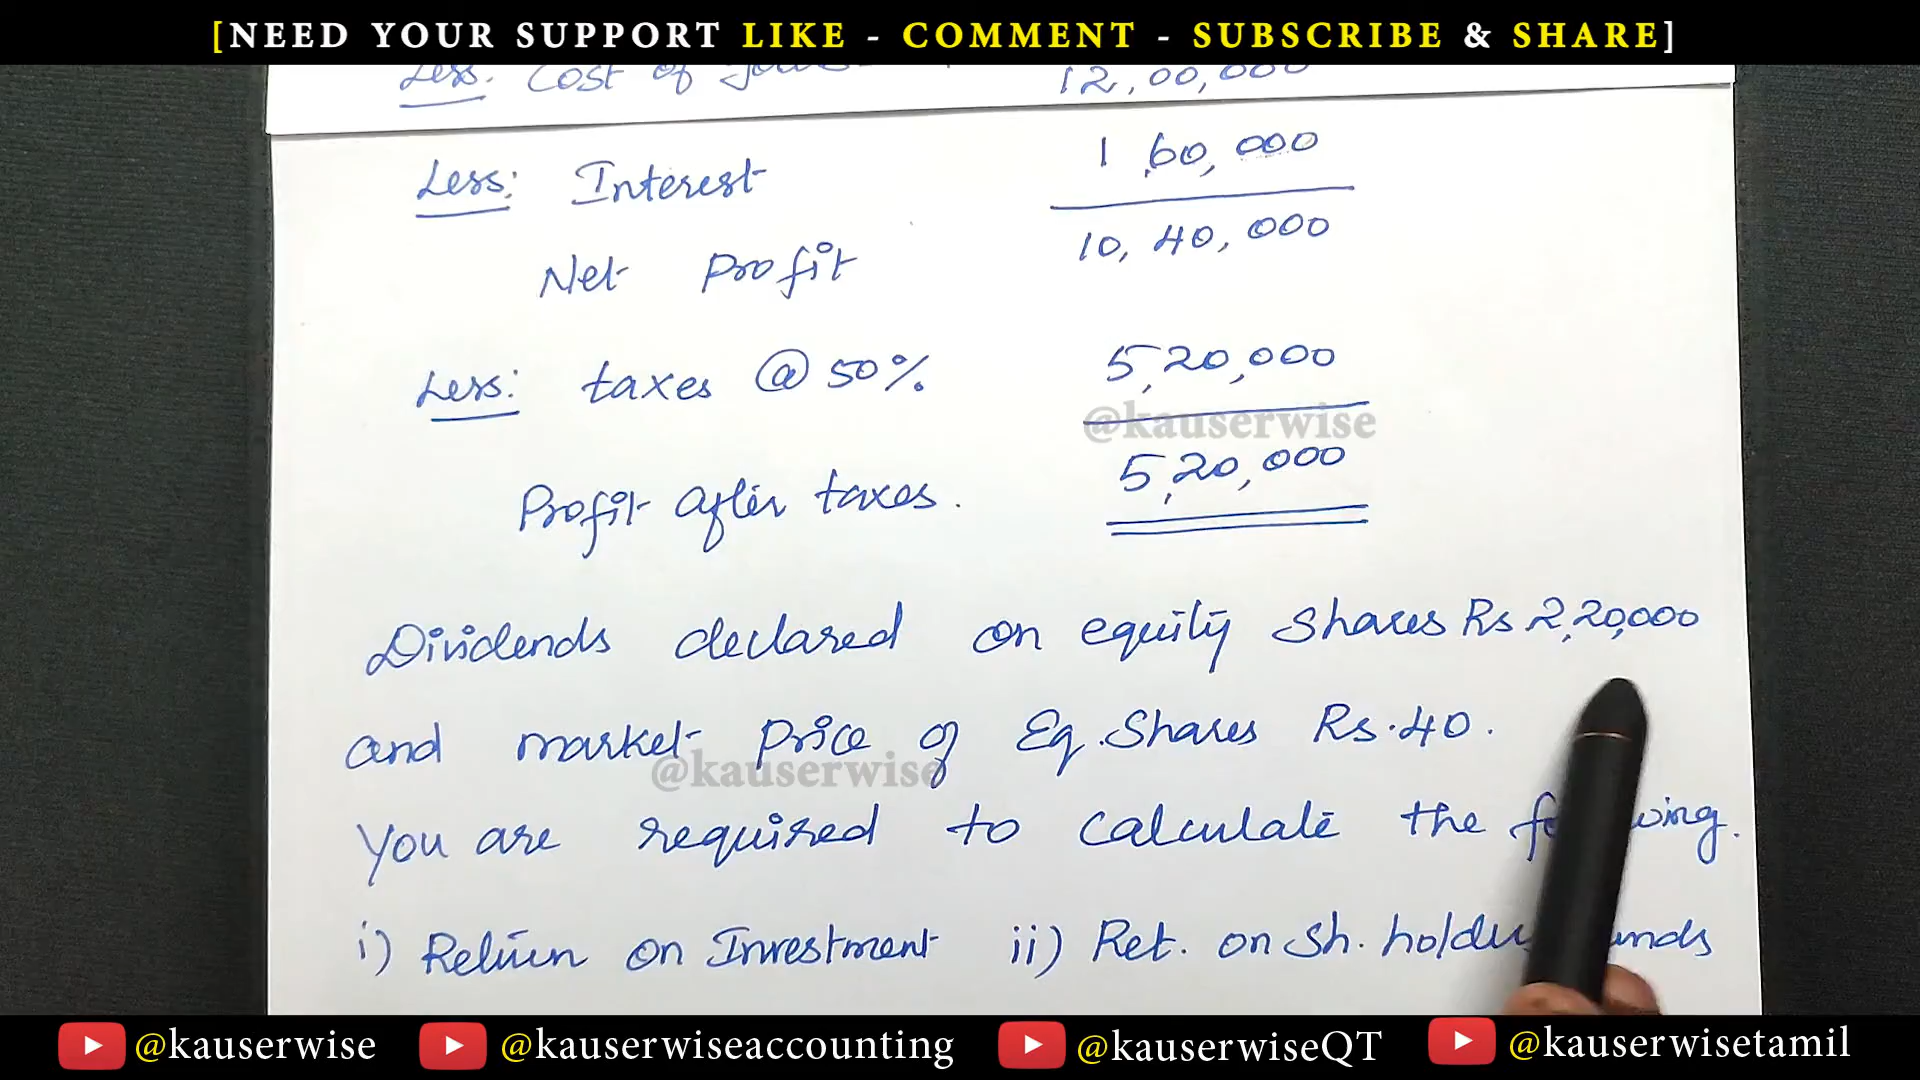 [NEED YOUR SUPPORT LIKE - COMMENT - SUBSCRIBE & SHARE]
Less: Cost of 12,00,000
Less: Interest 1,60,000
Net Profit 10,40,000
Less: taxes @ 50% 5,20,000
@kauserwise
Profit after taxes. 5,20,000
Dividends declared on equity Shares Rs 2,20,000
and market Price of Eq. Shares Rs. 40.
@kauserwise
You are required to calculate the
i) Return on Investment ii) Ret. on Sh.
@kauserwise @kauserwiseaccounting @kauserwiseQT @kauserwisetamil